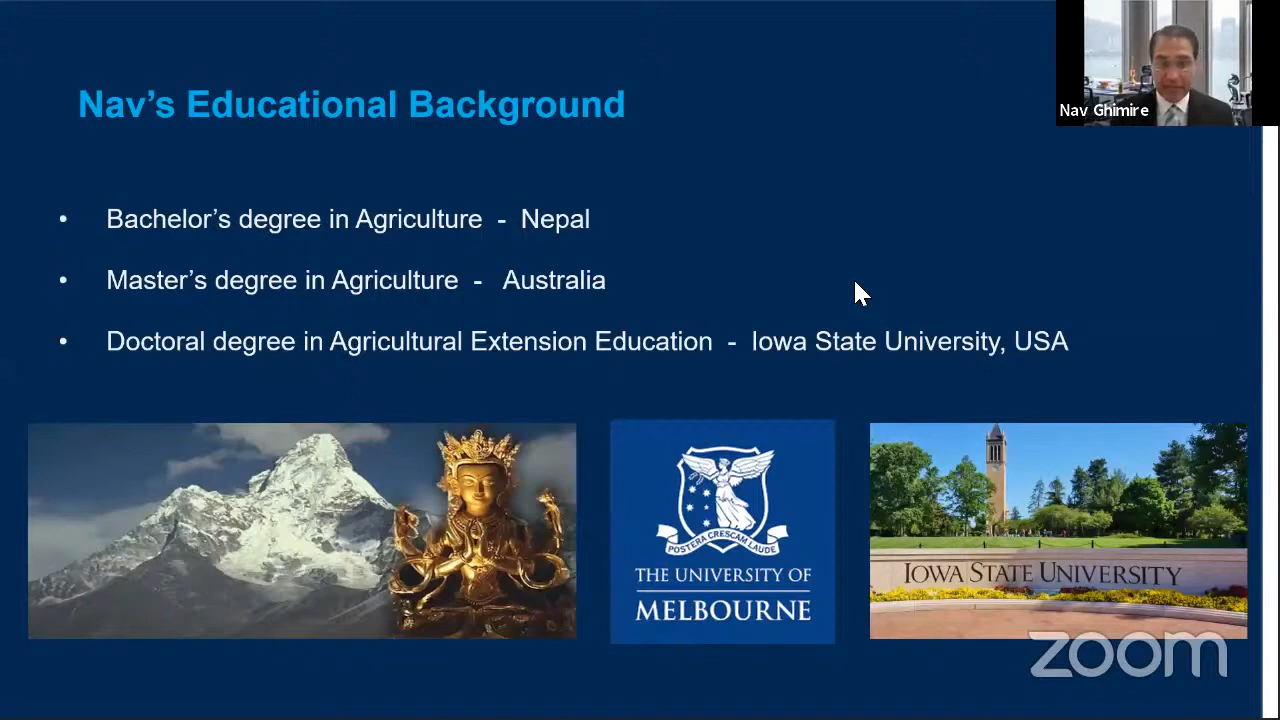 Nav's Educational Background
Nav Ghimire
• Bachelor's degree in Agriculture - Nepal
• Master's degree in Agriculture - Australia
• Doctoral degree in Agricultural Extension Education - Iowa State University, USA
POSTERA CRESCAM LAUDE
THE UNIVERSITY OF
MELBOURNE
IOWA STATE UNIVERSITY
zoom